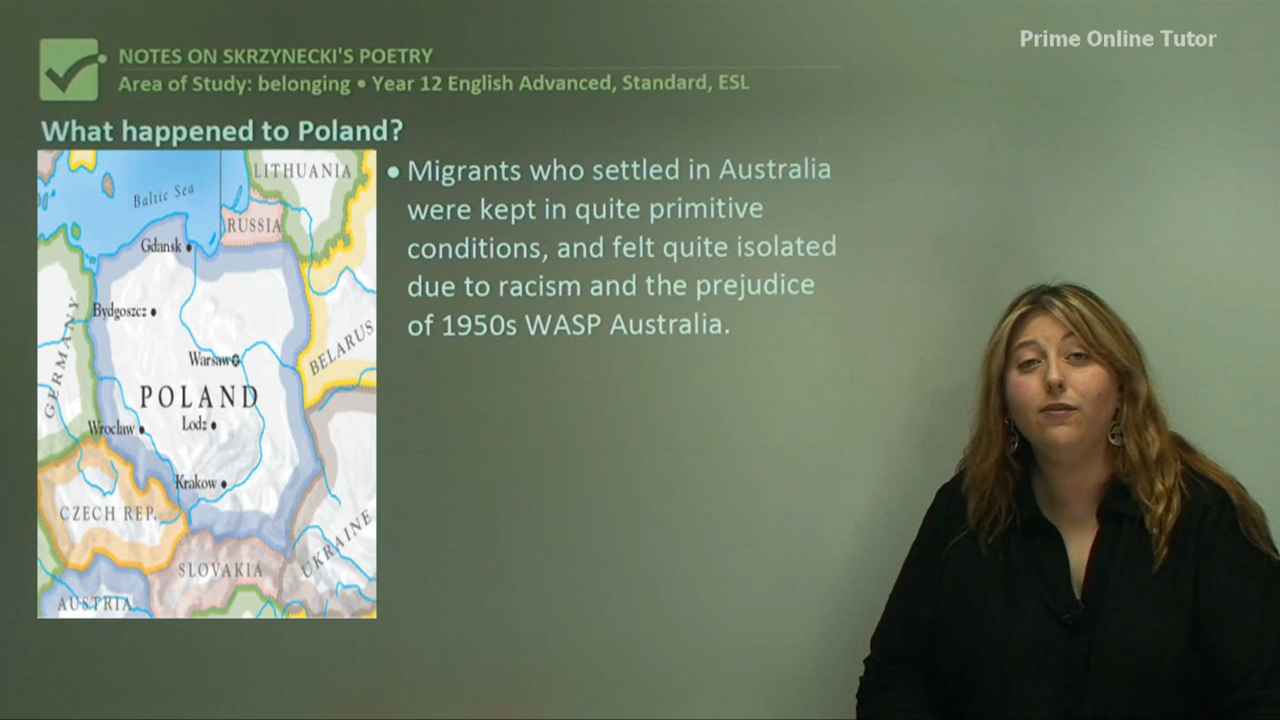 Prime Online Tutor
NOTES ON SKRZYNECKI'S POETRY
Area of Study: belonging • Year 12 English Advanced, Standard, ESL
What happened to Poland?
• Migrants who settled in Australia
were kept in quite primitive
conditions, and felt quite isolated
due to racism and the prejudice
of 1950s WASP Australia.
LITHUANIA
Baltic Sea
RUSSIA
Gdansk
Bydgoszcz
GERMANY
BELARUS
Warsaw
POLAND
Lodz
Wroclaw
Krakow
CZECH REP.
UKRAINE
SLOVAKIA
AUSTRIA